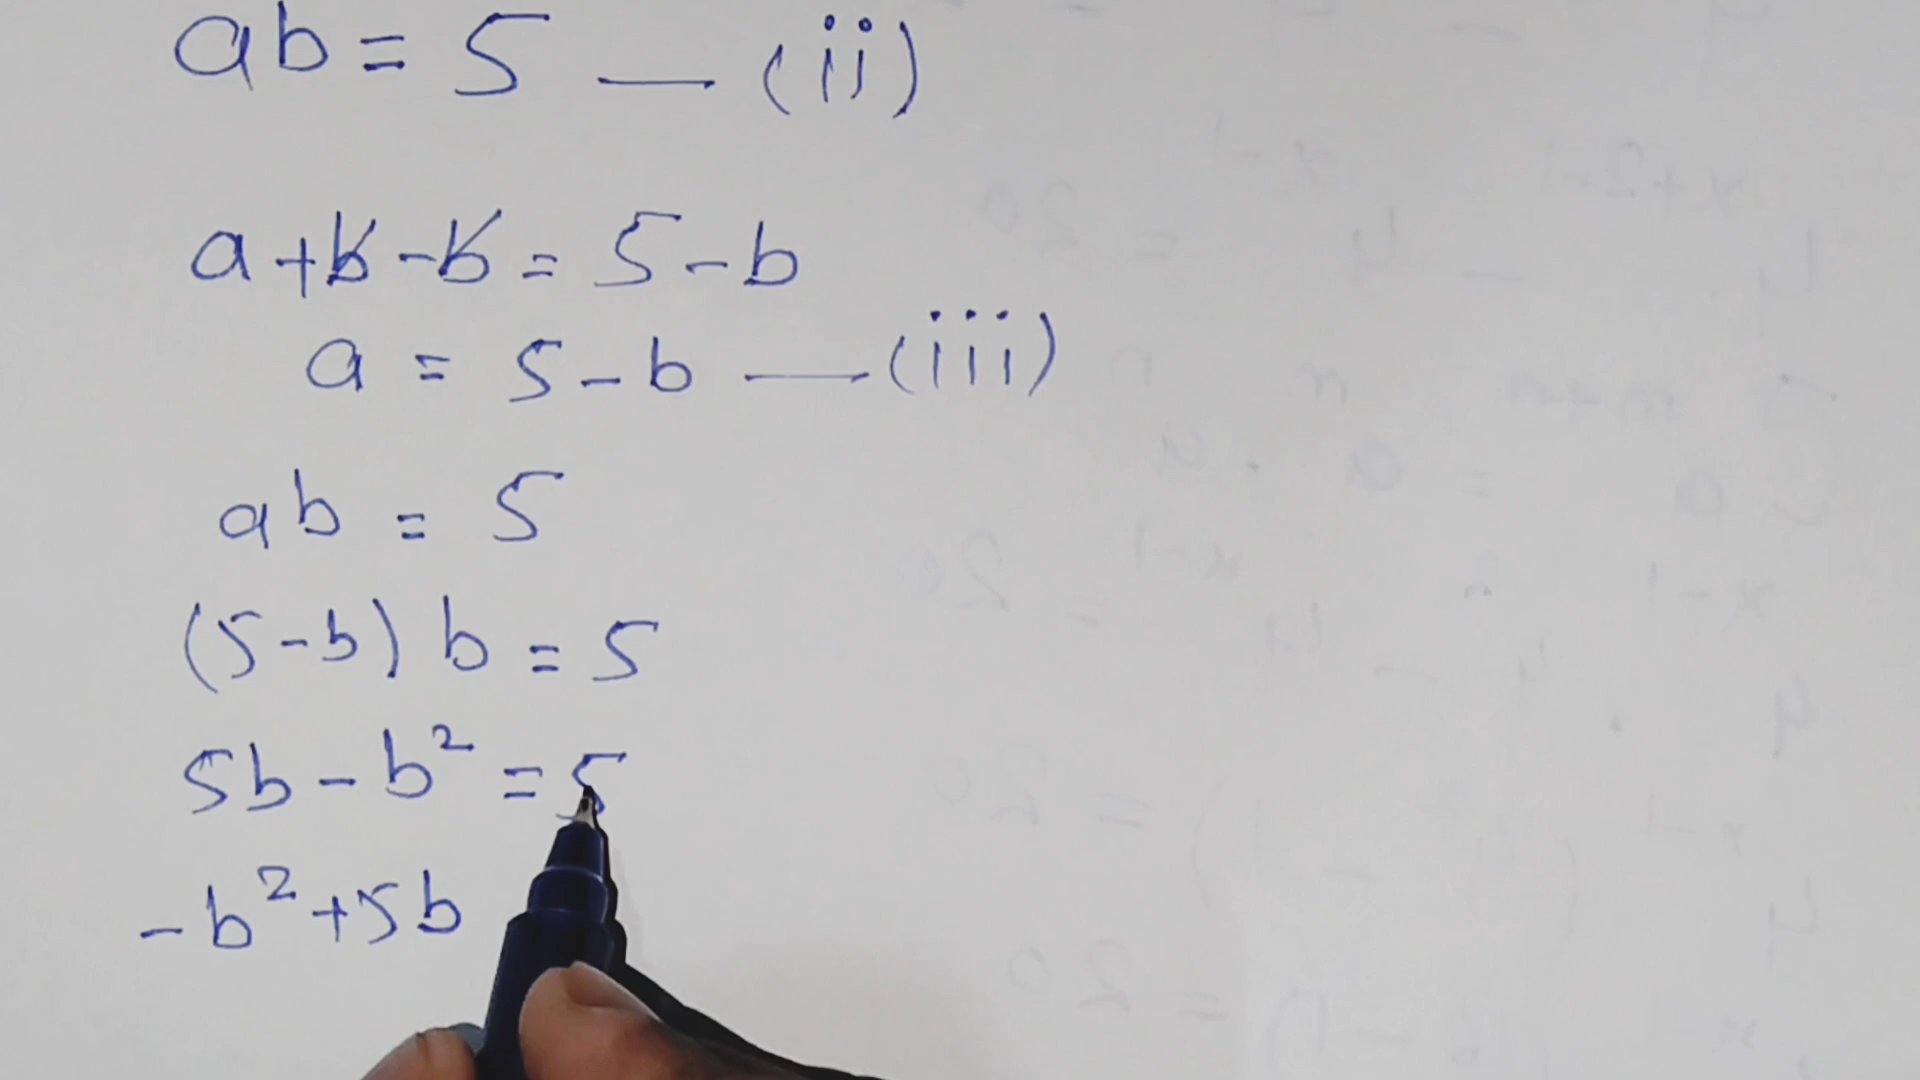 ab = 5 — (ii)
a + b - b = 5 - b
a = 5 - b — (iii)
ab = 5
(5 - b) b = 5
5b - b² = 5
- b² + 5b